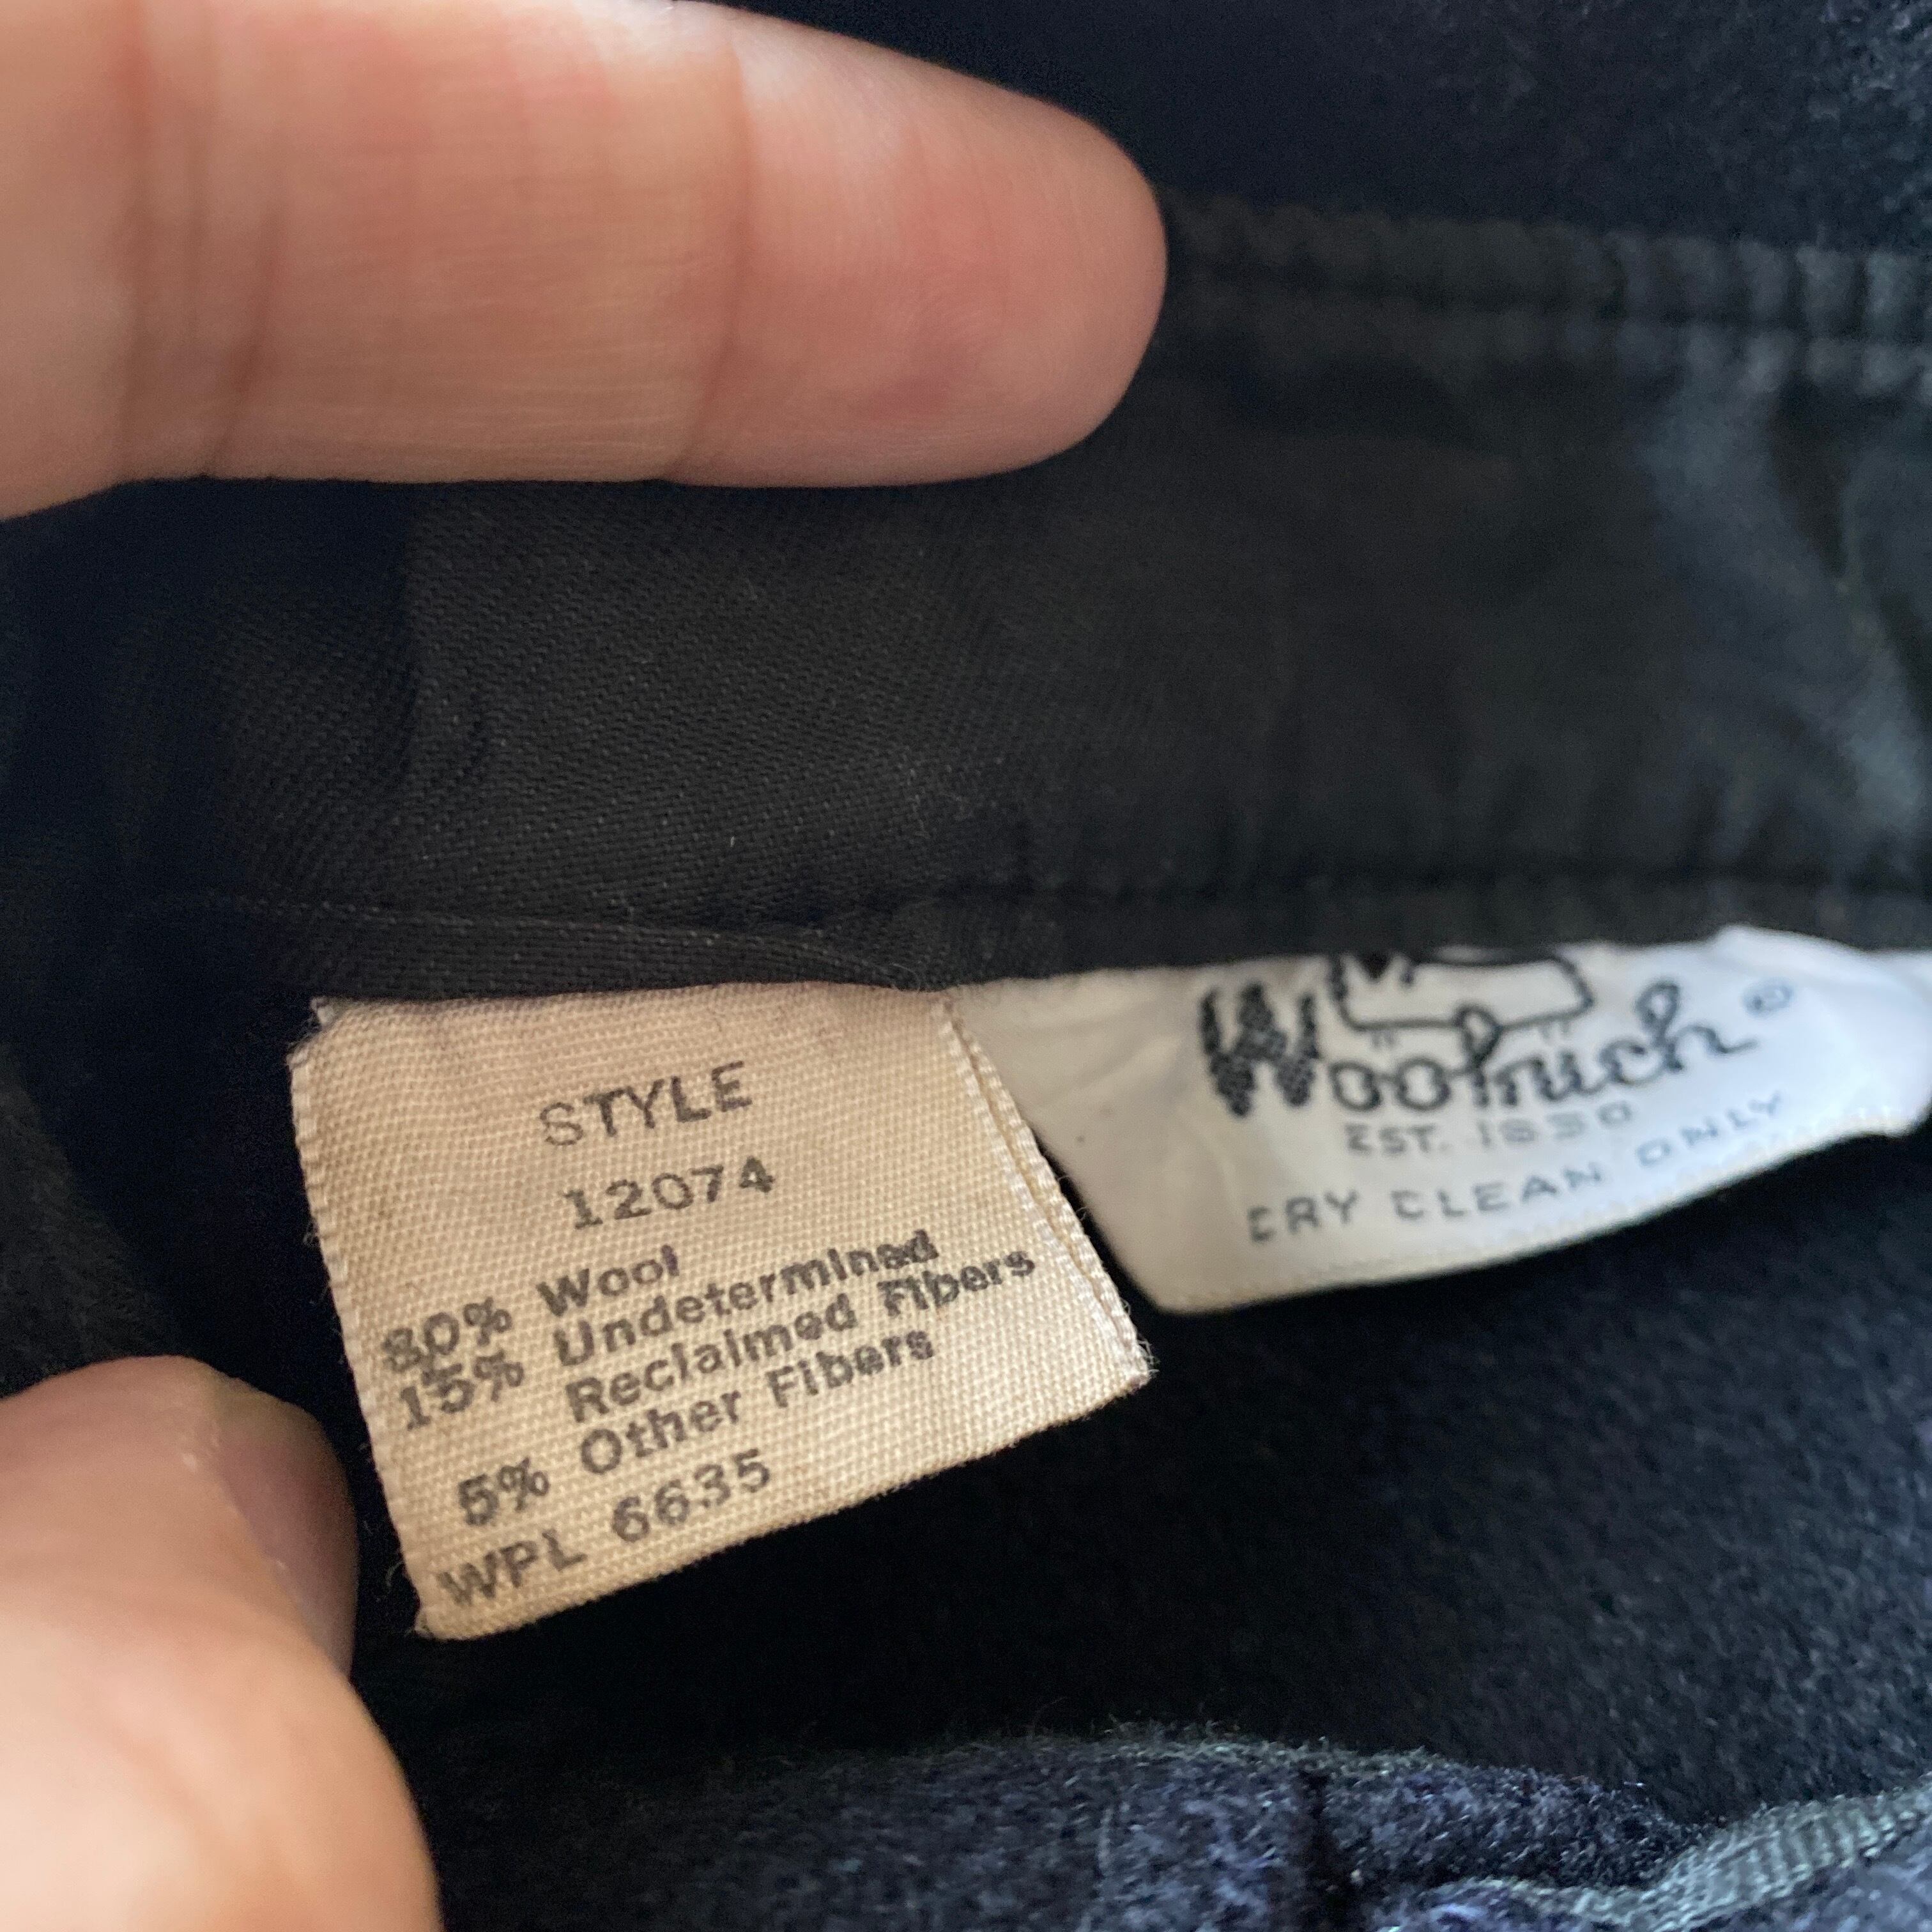 STYLE
12074
80% Wool
15% Undetermined
Reclaimed Fibers
5% Other Fibers
WPL 6635
Woolrich ®
EST. 1830
DRY CLEAN ONLY